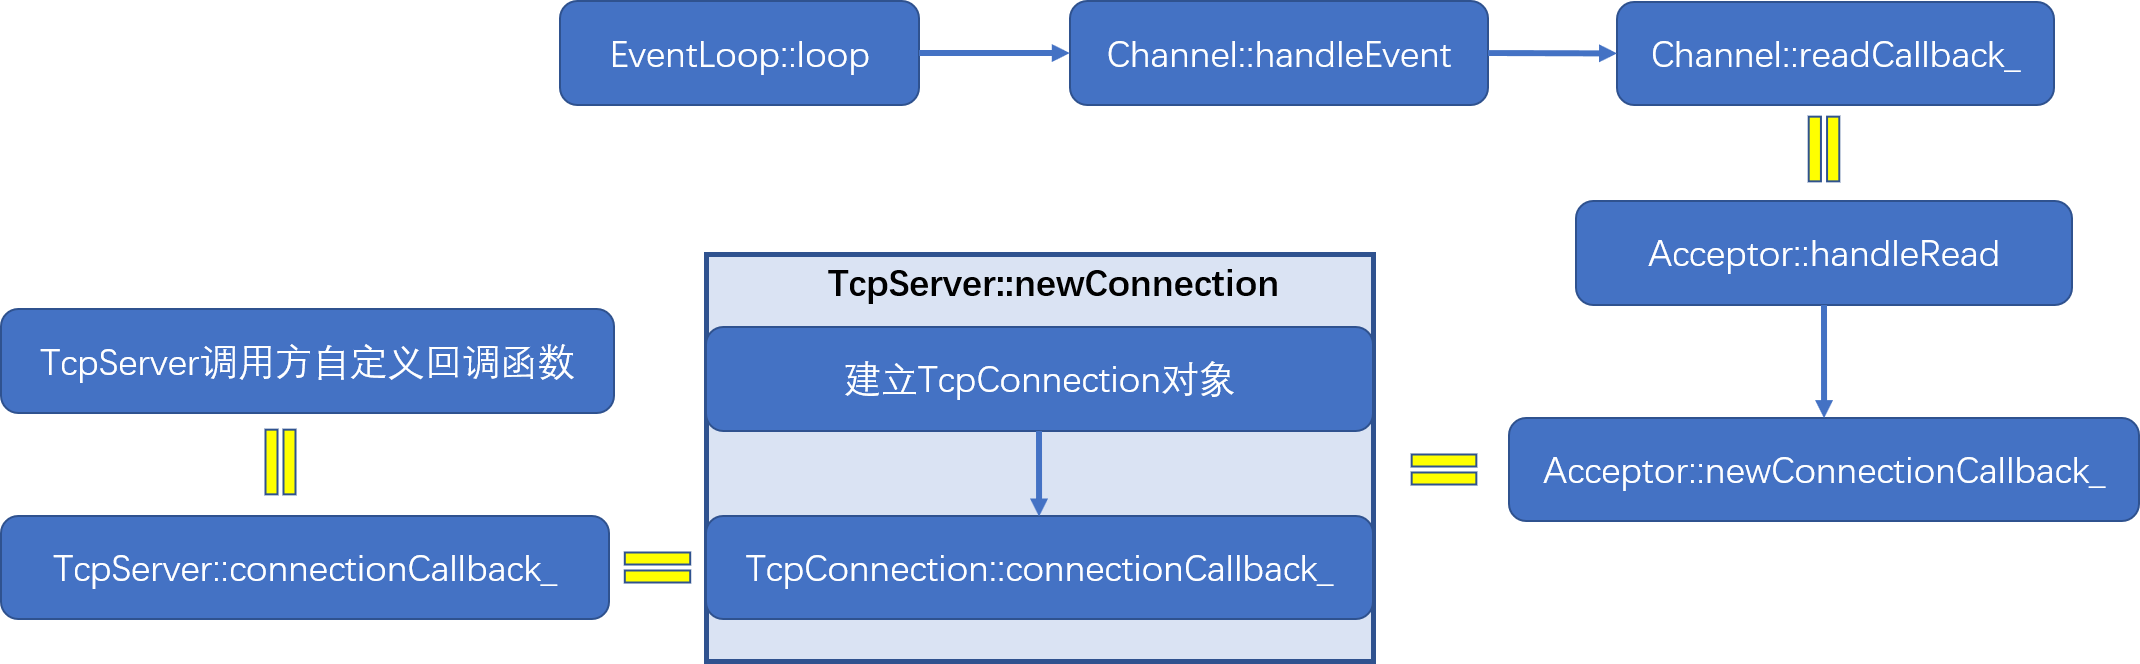 EventLoop::loop
Channel::handleEvent
Channel::readCallback_
Acceptor::handleRead
Acceptor::newConnectionCallback_
TcpServer::newConnection
建立TcpConnection对象
TcpConnection::connectionCallback_
TcpServer::connectionCallback_
TcpServer调用方自定义回调函数